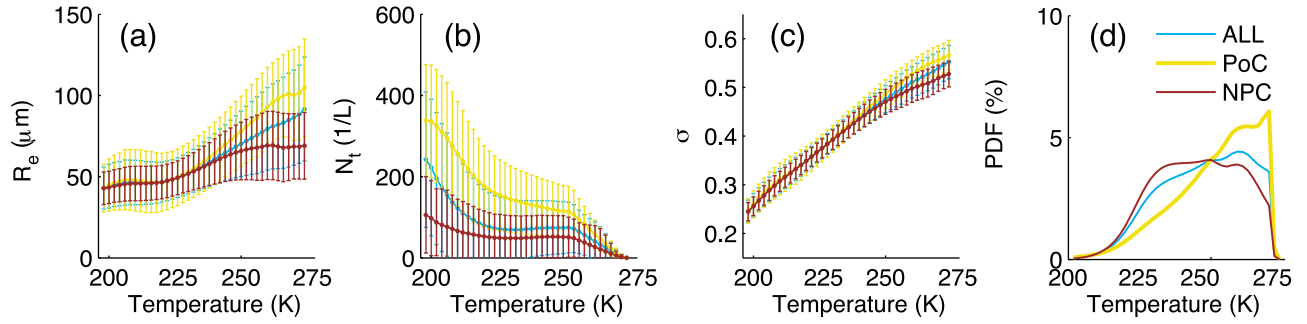 (a)
150
100
50
0
R_e (μm)
200 225 250 275
Temperature (K)
(b)
600
400
200
0
N_t (1/L)
200 225 250 275
Temperature (K)
(c)
0.6
0.5
0.4
0.3
0.2
σ
200 225 250 275
Temperature (K)
(d)
10
5
0
PDF (%)
ALL
PoC
NPC
200 225 250 275
Temperature (K)